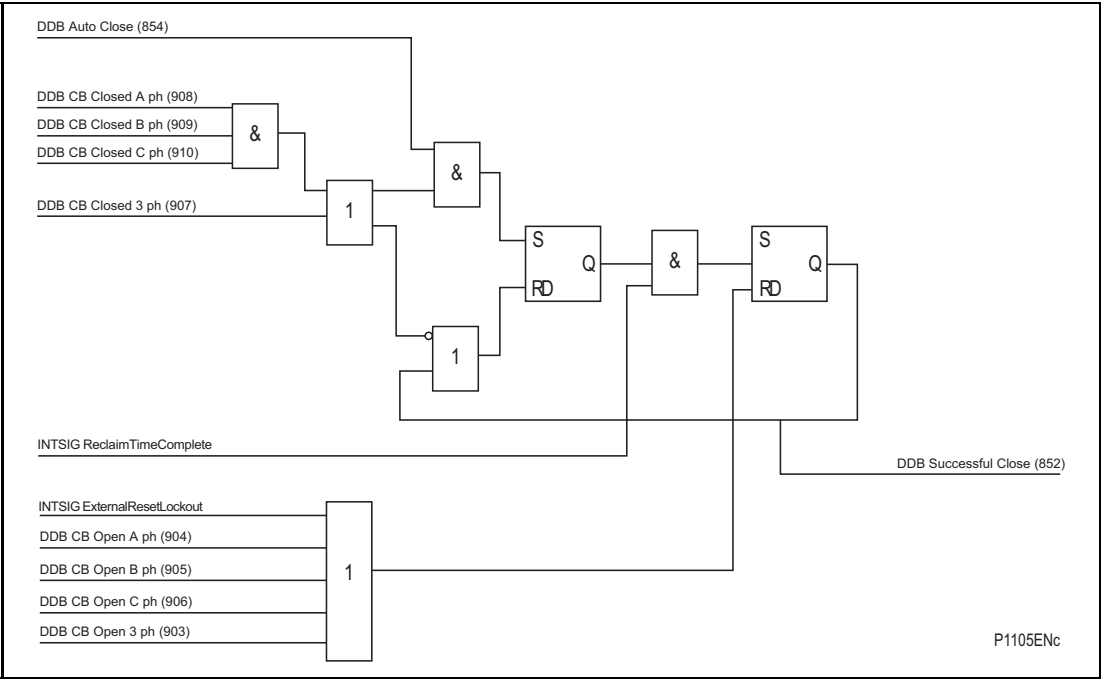 DDB Auto Close (854)
DDB CB Closed A ph (908)
DDB CB Closed B ph (909)
DDB CB Closed C ph (910)
&
&
DDB CB Closed 3 ph (907)
1
S
Q
RD
&
S
Q
RD
1
INTSIG ReclaimTimeComplete
DDB Successful Close (852)
INTSIG ExternalResetLockout
DDB CB Open A ph (904)
DDB CB Open B ph (905)
1
DDB CB Open C ph (906)
DDB CB Open 3 ph (903)
P1105ENc